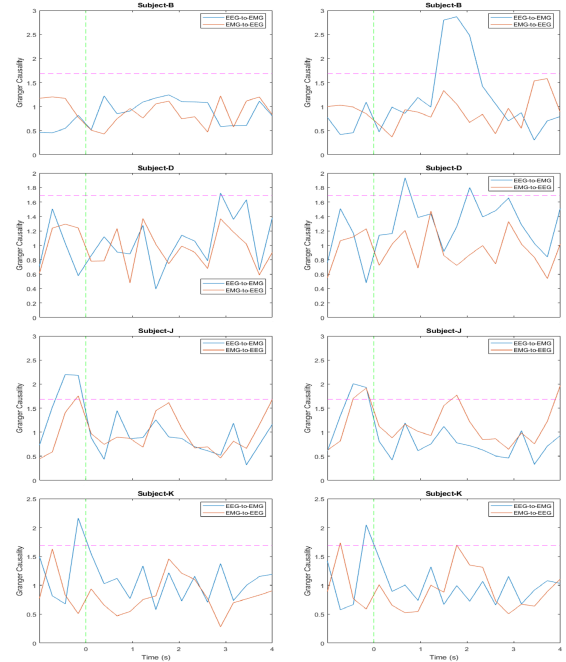 Subject-B
Subject-B
3
2.5
2
1.5
1
0.5
0
Granger Causality
EEG-to-EMG
EMG-to-EEG
3
2.5
2
1.5
1
0.5
0
Granger Causality
EEG-to-EMG
EMG-to-EEG
Subject-D
Subject-D
2
1.8
1.6
1.4
1.2
1
0.8
0.6
0.4
0.2
0
Granger Causality
EEG-to-EMG
EMG-to-EEG
2
1.8
1.6
1.4
1.2
1
0.8
0.6
0.4
0.2
0
Granger Causality
EEG-to-EMG
EMG-to-EEG
Subject-J
Subject-J
3
2.5
2
1.5
1
0.5
0
Granger Causality
EEG-to-EMG
EMG-to-EEG
3
2.5
2
1.5
1
0.5
0
Granger Causality
EEG-to-EMG
EMG-to-EEG
Subject-K
Subject-K
2.5
2
1.5
1
0.5
0
Granger Causality
EEG-to-EMG
EMG-to-EEG
0 1 2 3 4
Time (s)
2.5
2
1.5
1
0.5
0
Granger Causality
EEG-to-EMG
EMG-to-EEG
0 1 2 3 4
Time (s)